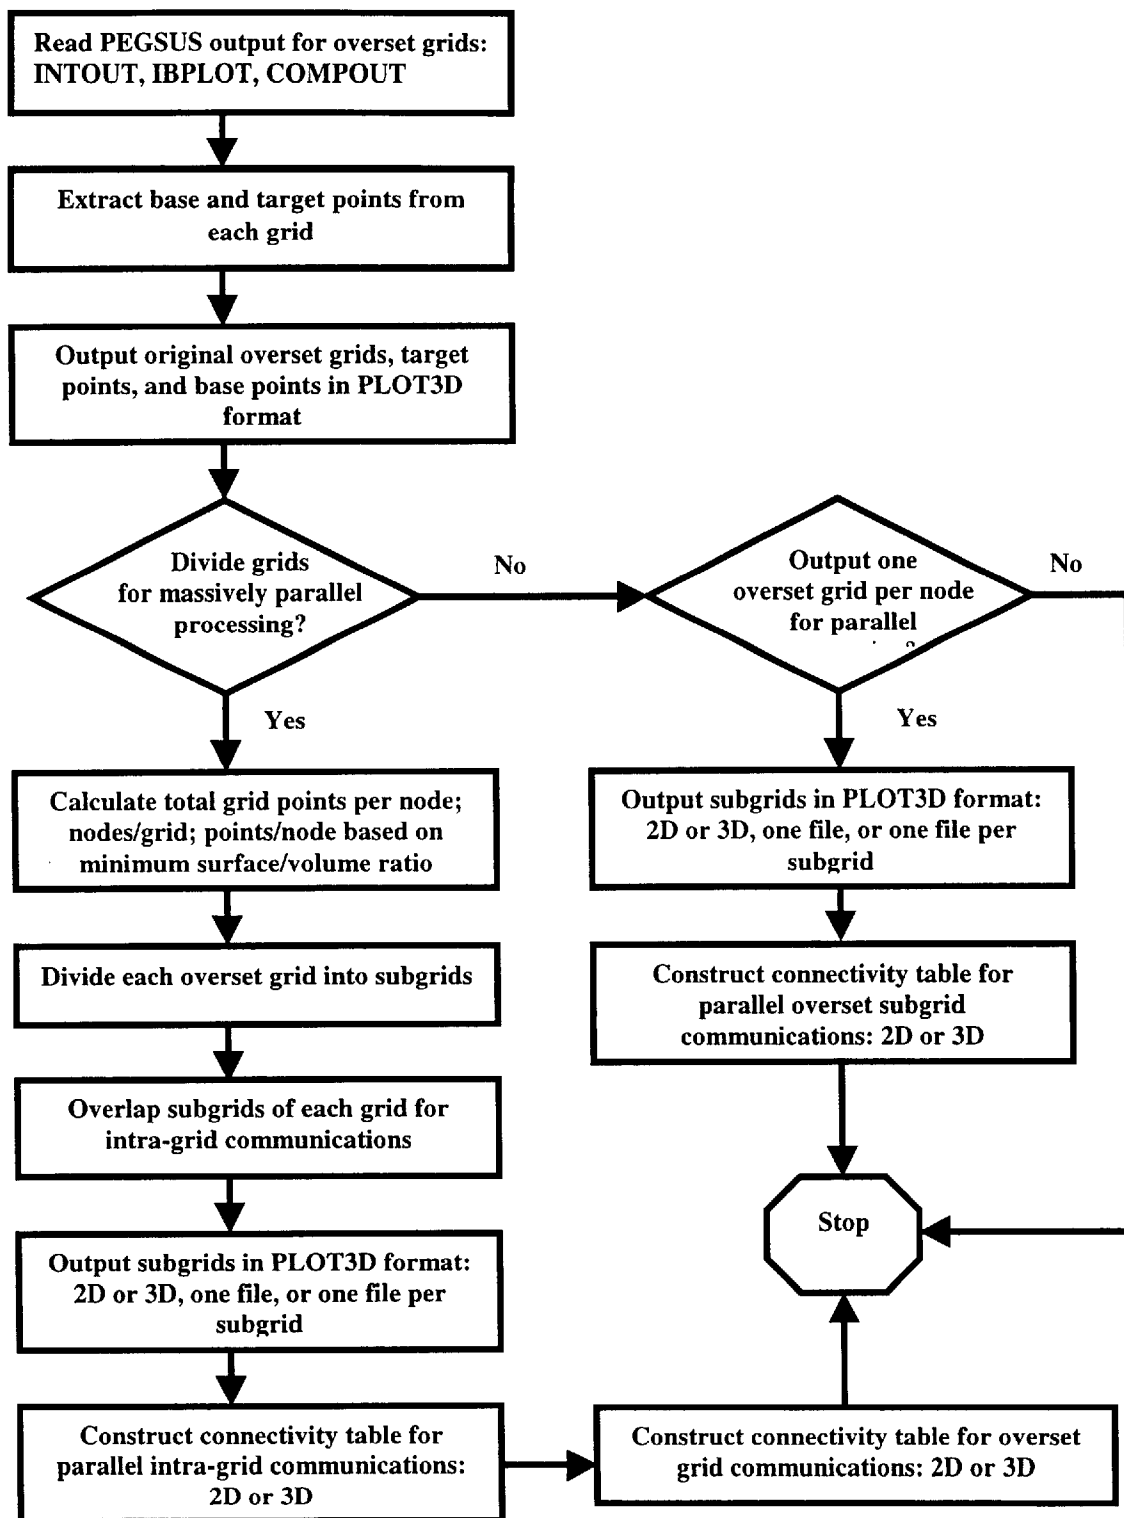 Read PEGSUS output for overset grids:
INTOUT, IBPLOT, COMPOUT
Extract base and target points from
each grid
Output original overset grids, target
points, and base points in PLOT3D
format
Divide grids
for massively parallel
processing?
No
Output one
overset grid per node
for parallel
No
Yes
Yes
Calculate total grid points per node;
nodes/grid; points/node based on
minimum surface/volume ratio
Output subgrids in PLOT3D format:
2D or 3D, one file, or one file per
subgrid
Divide each overset grid into subgrids
Construct connectivity table for
parallel overset subgrid
communications: 2D or 3D
Overlap subgrids of each grid for
intra-grid communications
Stop
Output subgrids in PLOT3D format:
2D or 3D, one file, or one file per
subgrid
Construct connectivity table for
parallel intra-grid communications:
2D or 3D
Construct connectivity table for overset
grid communications: 2D or 3D